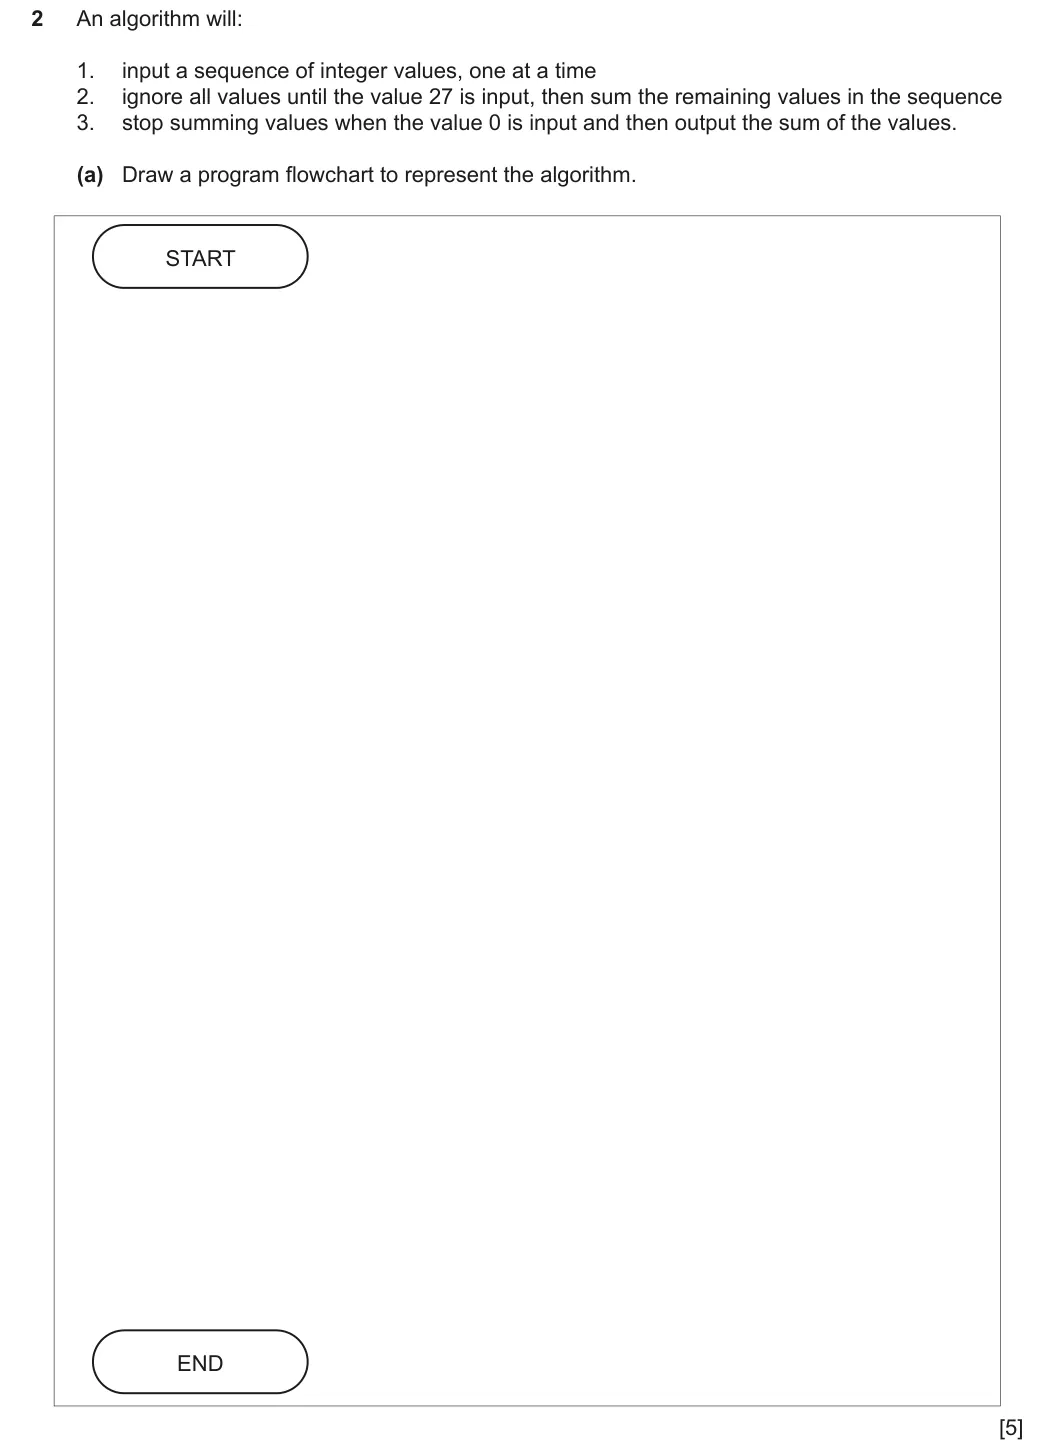 2 An algorithm will:
1. input a sequence of integer values, one at a time
2. ignore all values until the value 27 is input, then sum the remaining values in the sequence
3. stop summing values when the value 0 is input and then output the sum of the values.
(a) Draw a program flowchart to represent the algorithm.
START
END
[5]